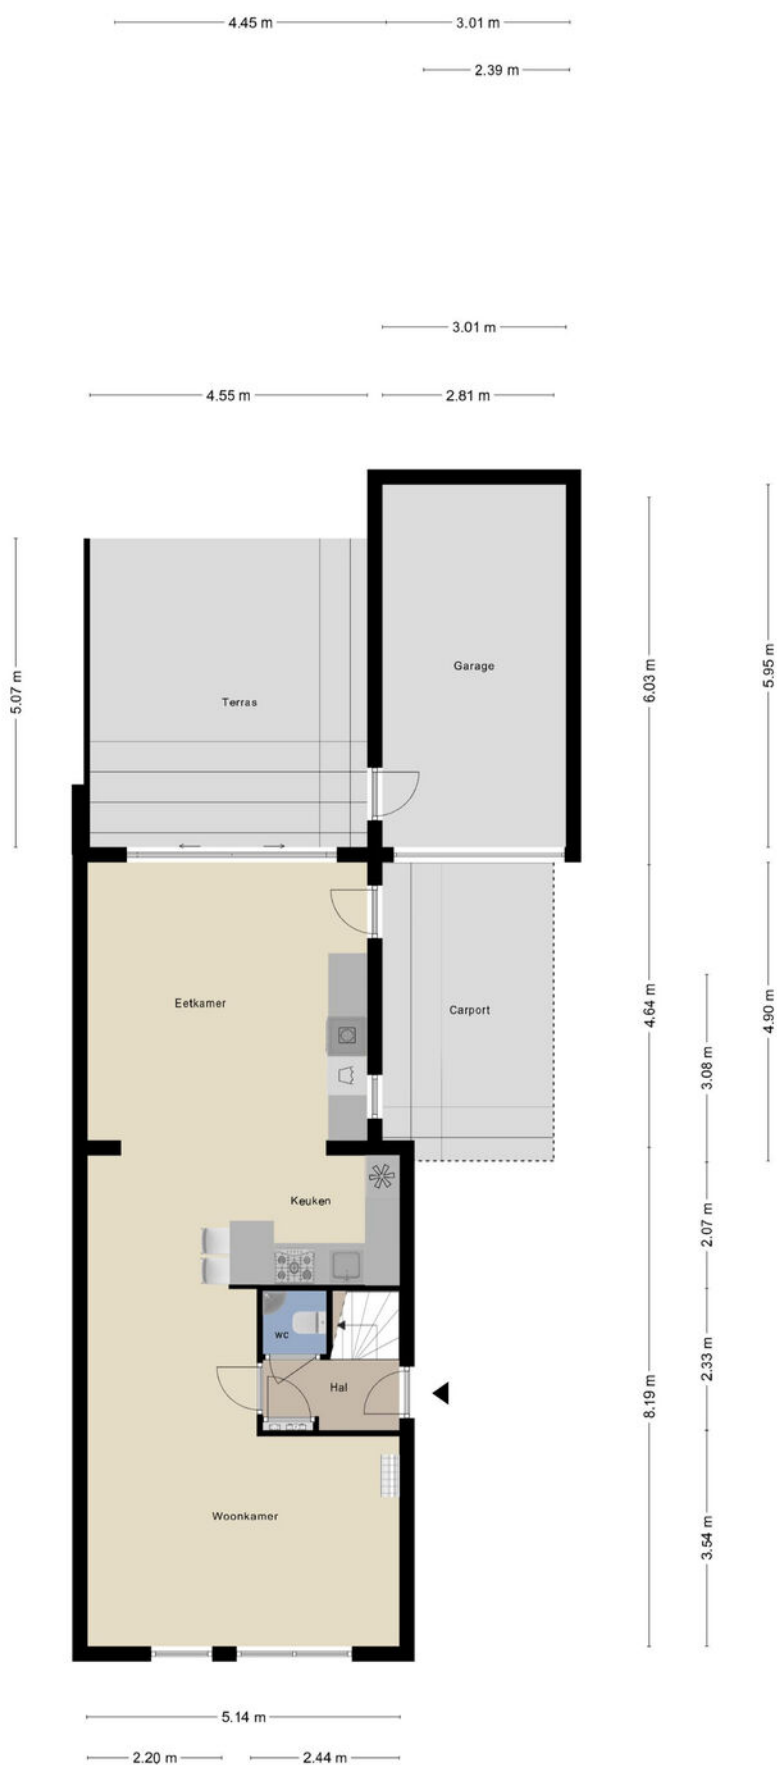 4.45 m
3.01 m
2.39 m
3.01 m
4.55 m
2.81 m
5.07 m
Garage
6.03 m
5.95 m
Terras
Eetkamer
Carport
4.64 m
4.90 m
3.08 m
Keuken
2.07 m
WC
Hal
2.33 m
8.19 m
Woonkamer
3.54 m
5.14 m
2.20 m
2.44 m